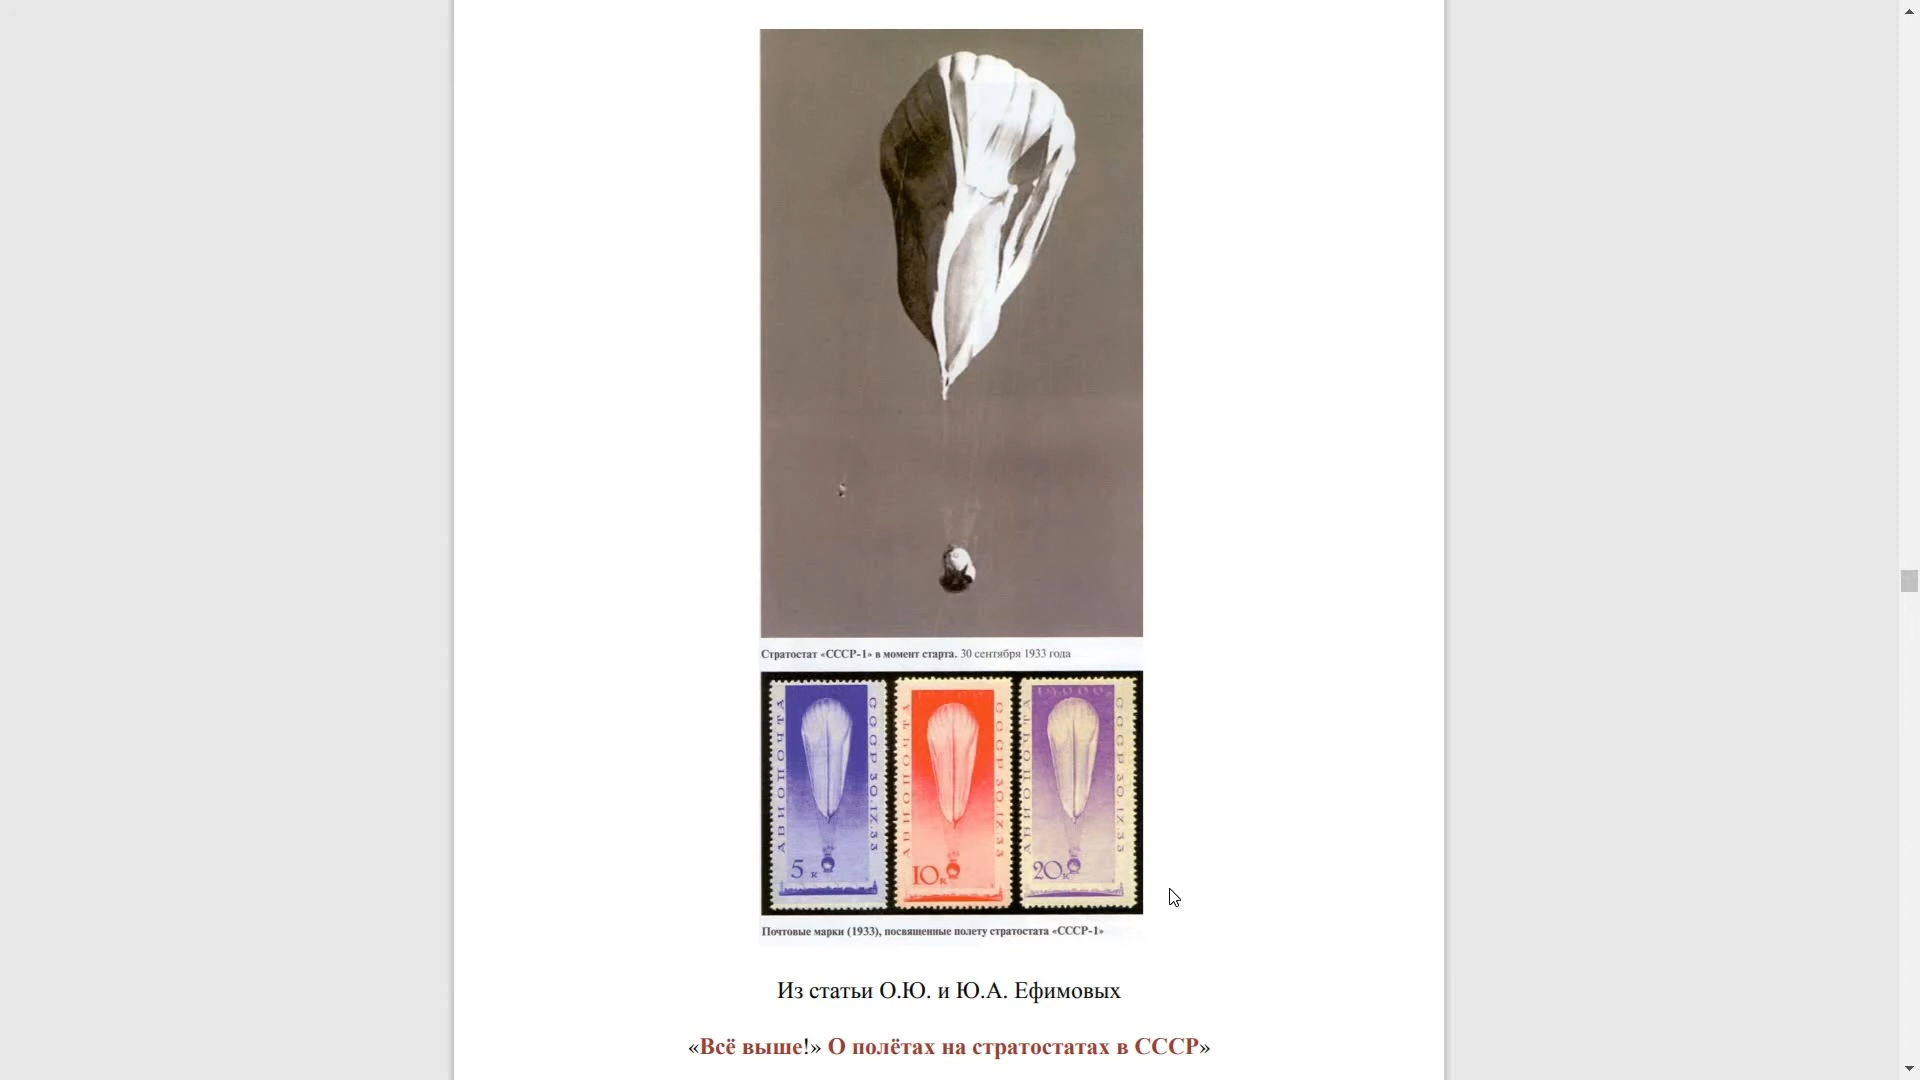 Стратостат «СССР-1» в момент старта. 30 сентября 1933 года
АВИОПОЧТА
СССР 30.IX.33
5 к
АВИОПОЧТА
СССР 30.IX.33
10 к
19000
АВИОПОЧТА
СССР 30.IX.33
20 к
Почтовые марки (1933), посвященные полету стратостата «СССР-1»
Из статьи О.Ю. и Ю.А. Ефимовых
«Всё выше!» О полётах на стратостатах в СССР»